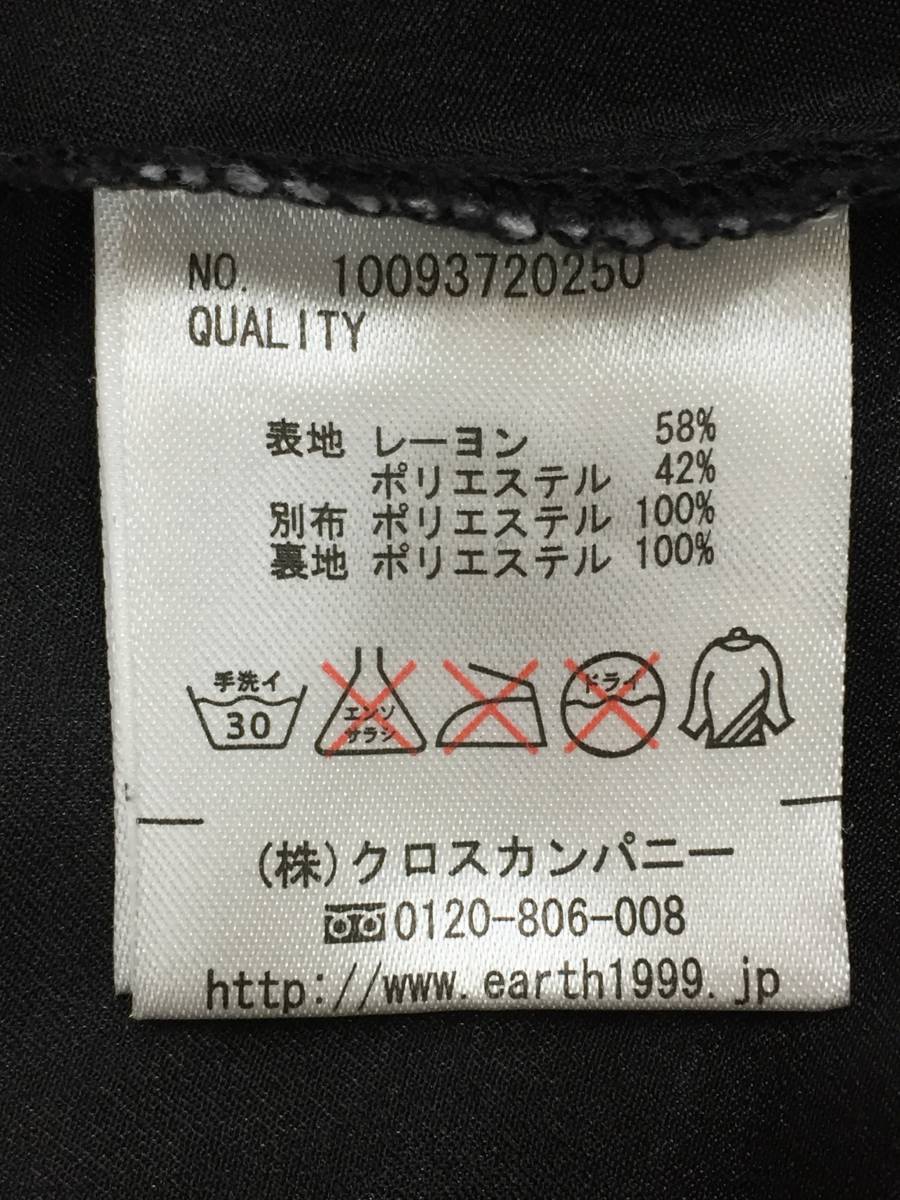 NO. 10093720250
QUALITY
表地 レーヨン 58%
ポリエステル 42%
別布 ポリエステル 100%
裏地 ポリエステル 100%
手洗イ
30
エンソ
サラシ
ドライ
(株)クロスカンパニー
0120-806-008
http://www.earth1999.jp